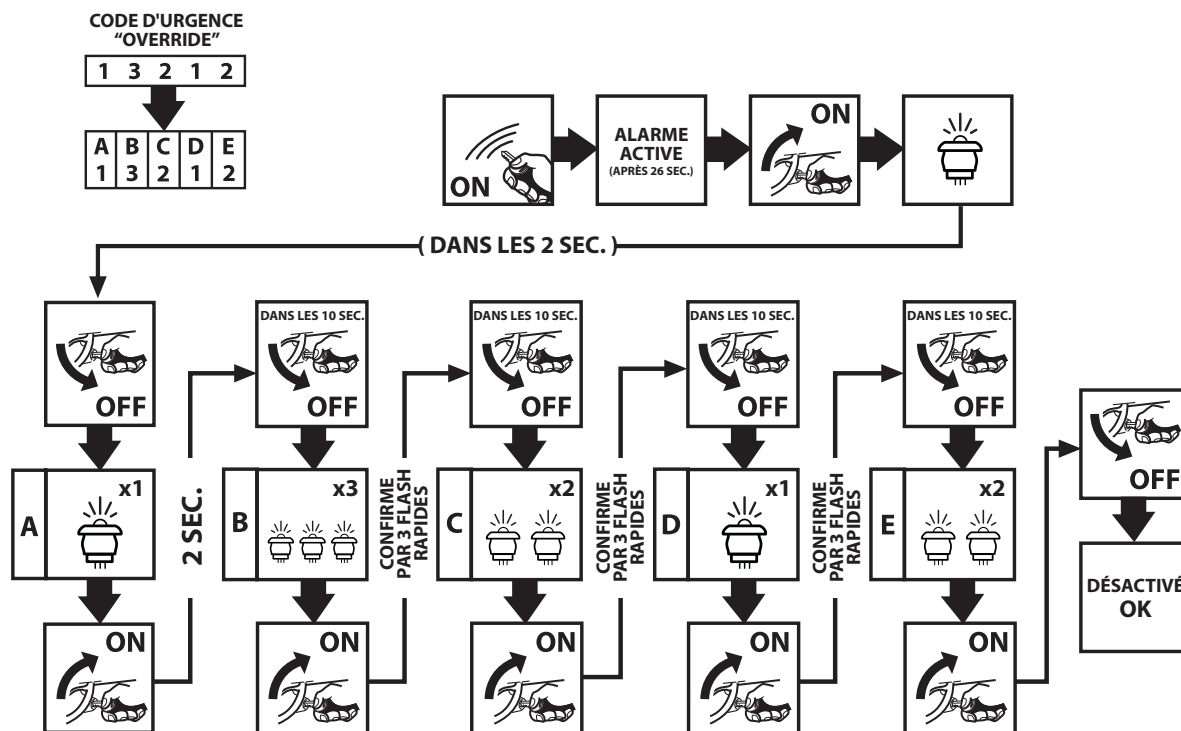 CODE D'URGENCE
“OVERRIDE”
1 3 2 1 2
A B C D E
1 3 2 1 2
ON
ALARME
ACTIVE
(APRÈS 26 SEC.)
ON
( DANS LES 2 SEC. )
OFF
DANS LES 10 SEC.
OFF
DANS LES 10 SEC.
OFF
DANS LES 10 SEC.
OFF
DANS LES 10 SEC.
OFF
OFF
A
x1
2 SEC.
B
x3
CONFIRME
PAR 3 FLASH
RAPIDES
C
x2
CONFIRME
PAR 3 FLASH
RAPIDES
D
x1
CONFIRME
PAR 3 FLASH
RAPIDES
E
x2
DÉSACTIVÉ
OK
ON
ON
ON
ON
ON